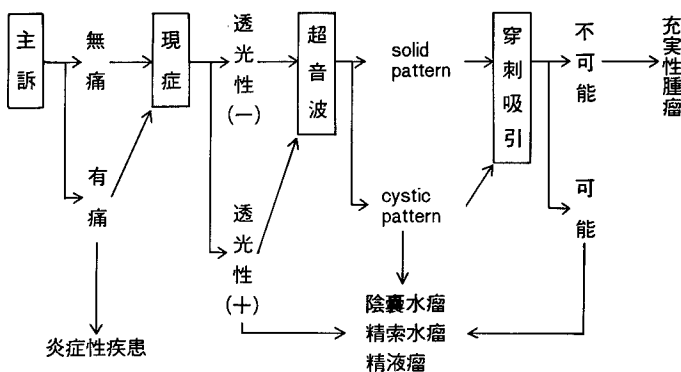 主訴
無痛
有痛
炎症性疾患
現症
透光性(−)
透光性(+)
超音波
solid
pattern
cystic
pattern
陰嚢水瘤
精索水瘤
精液瘤
穿刺吸引
不可能
可能
充実性腫瘤